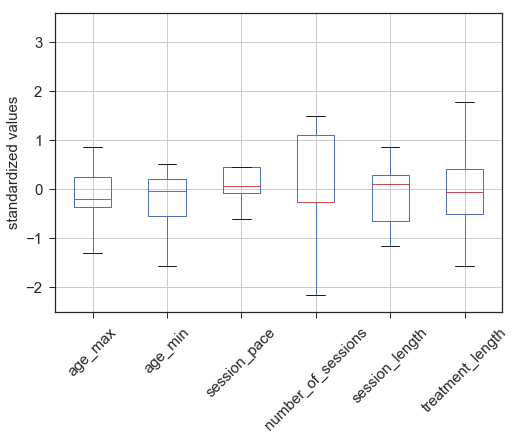 standardized values
3
2
1
0
−1
−2
age_max
age_min
session_pace
number_of_sessions
session_length
treatment_length